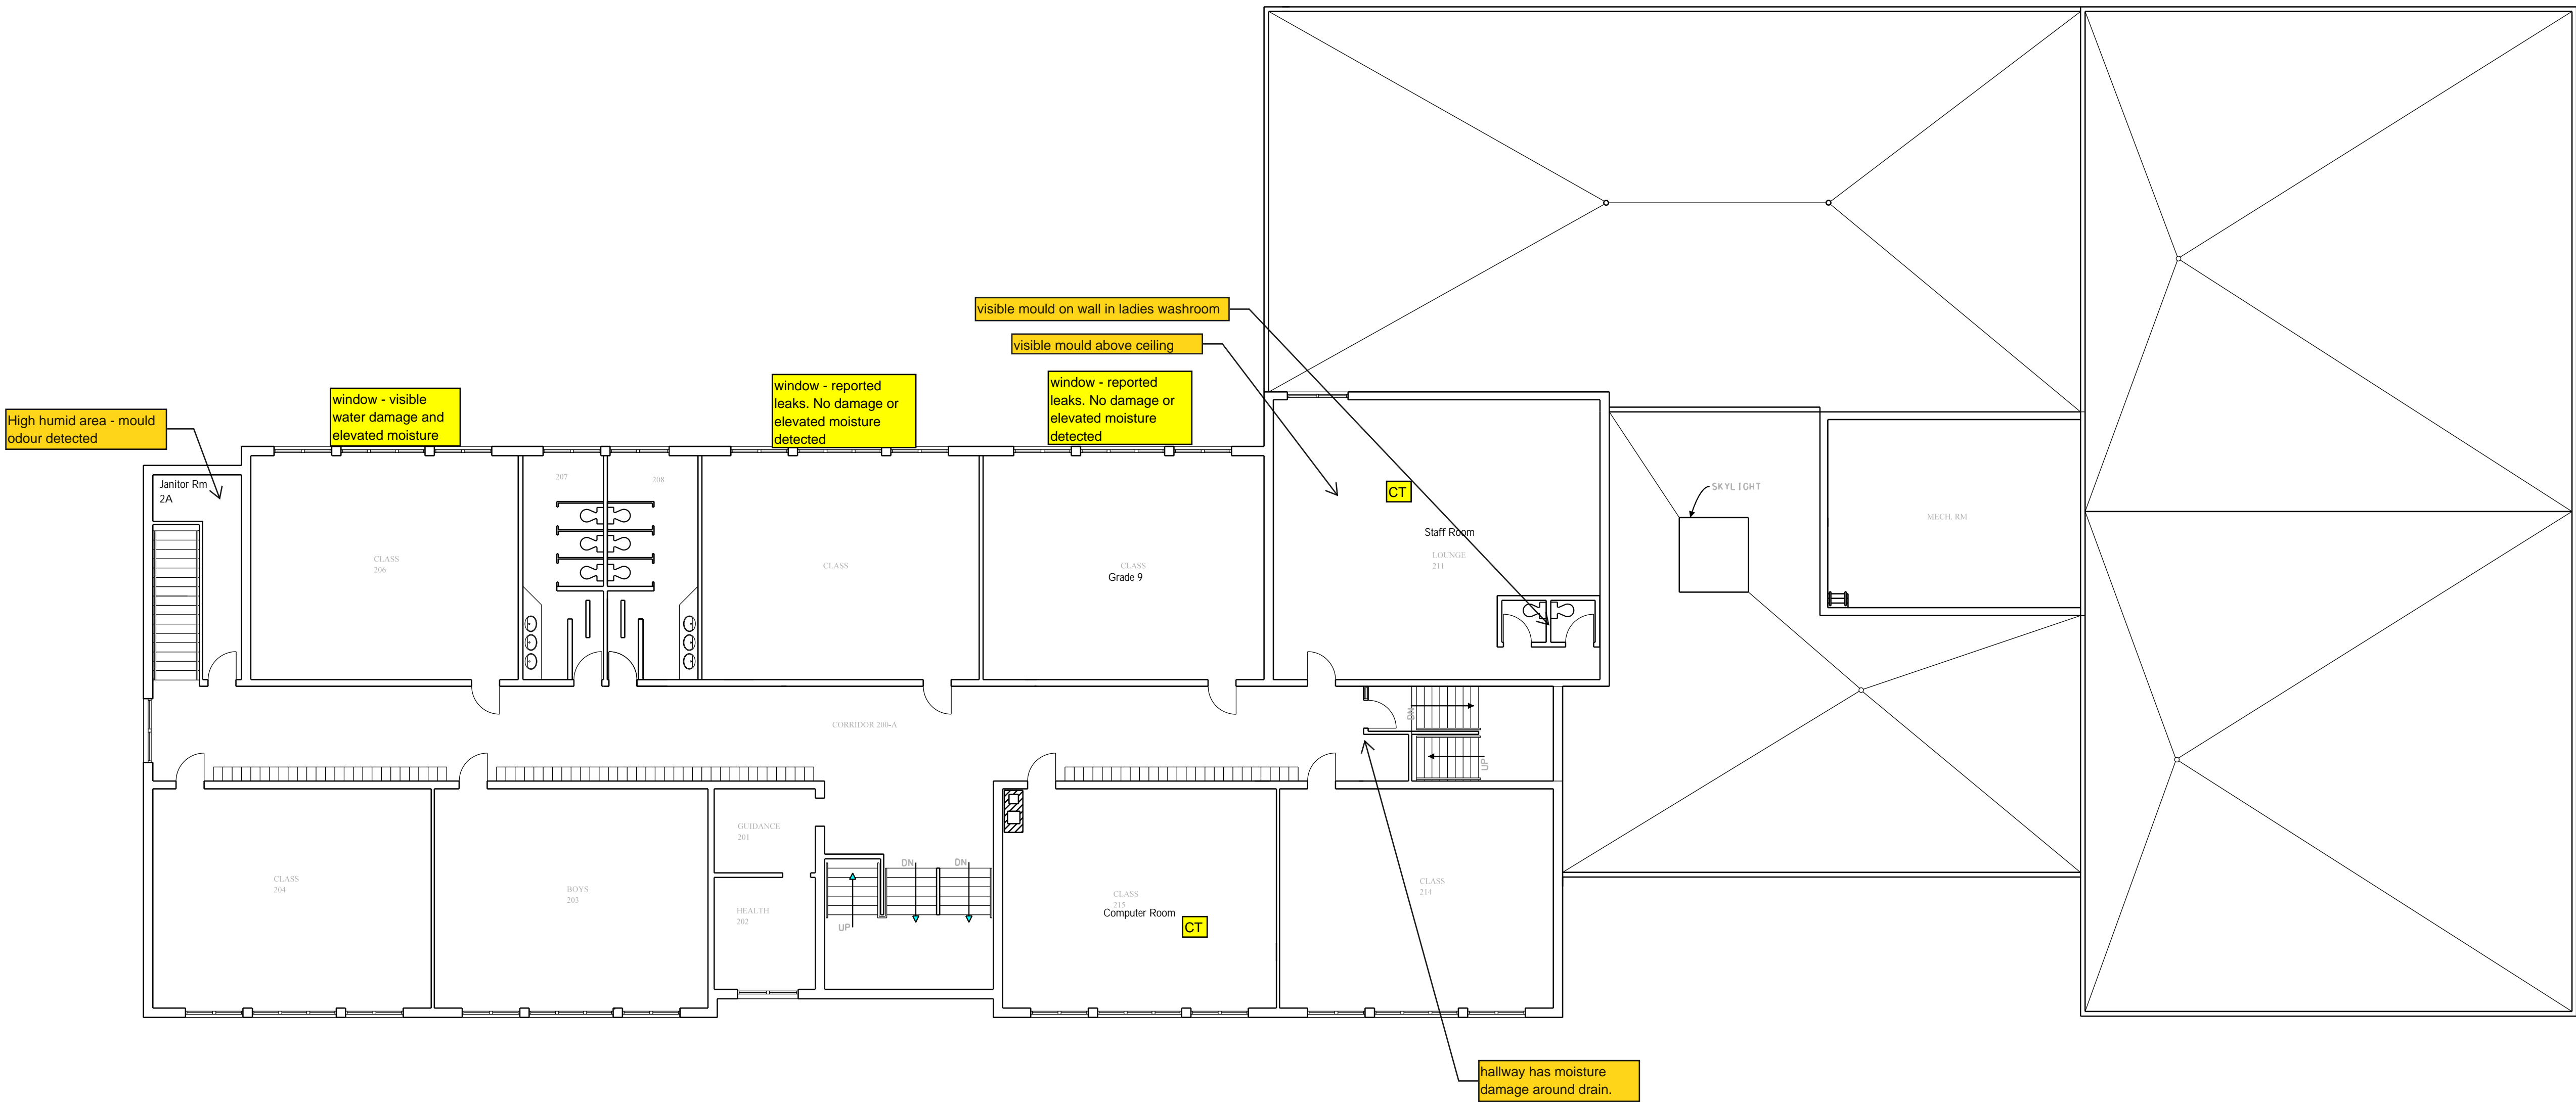 visible mould on wall in ladies washroom
visible mould above ceiling
window - visible
water damage and
elevated moisture
window - reported
leaks. No damage or
elevated moisture
detected
window - reported
leaks. No damage or
elevated moisture
detected
High humid area - mould
odour detected
Janitor Rm
2A
207
208
CT
SKYLIGHT
MECH. RM
Staff Room
LOUNGE
211
CLASS
206
CLASS
CLASS
Grade 9
CORRIDOR 200-A
DN
UP
GUIDANCE
201
CLASS
204
BOYS
203
HEALTH
202
DN
DN
UP
CLASS
215
Computer Room
CT
CLASS
214
hallway has moisture
damage around drain.